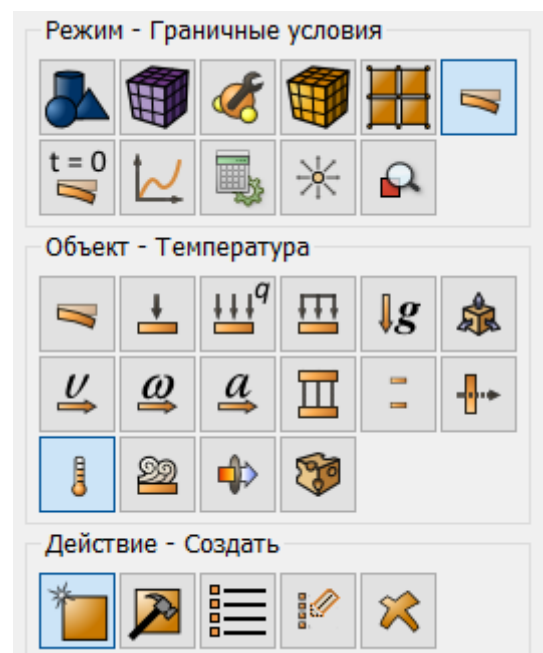 Режим - Граничные условия
t = 0
Объект - Температура
q
g
υ
ω
a
Действие - Создать